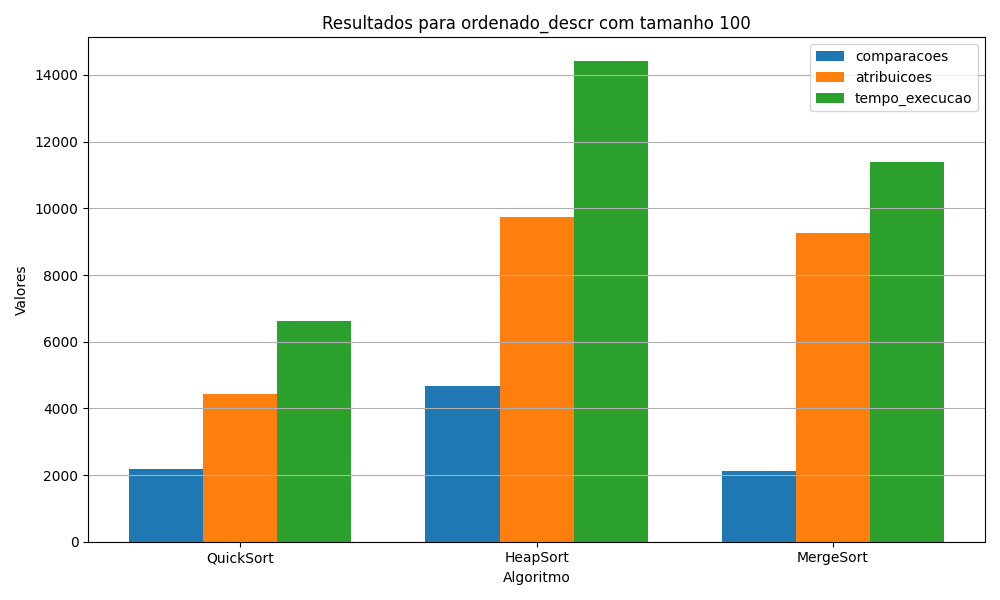 Resultados para ordenado_descr com tamanho 100
comparacoes
atribuicoes
tempo_execucao
Valores
14000
12000
10000
8000
6000
4000
2000
0
QuickSort
HeapSort
MergeSort
Algoritmo